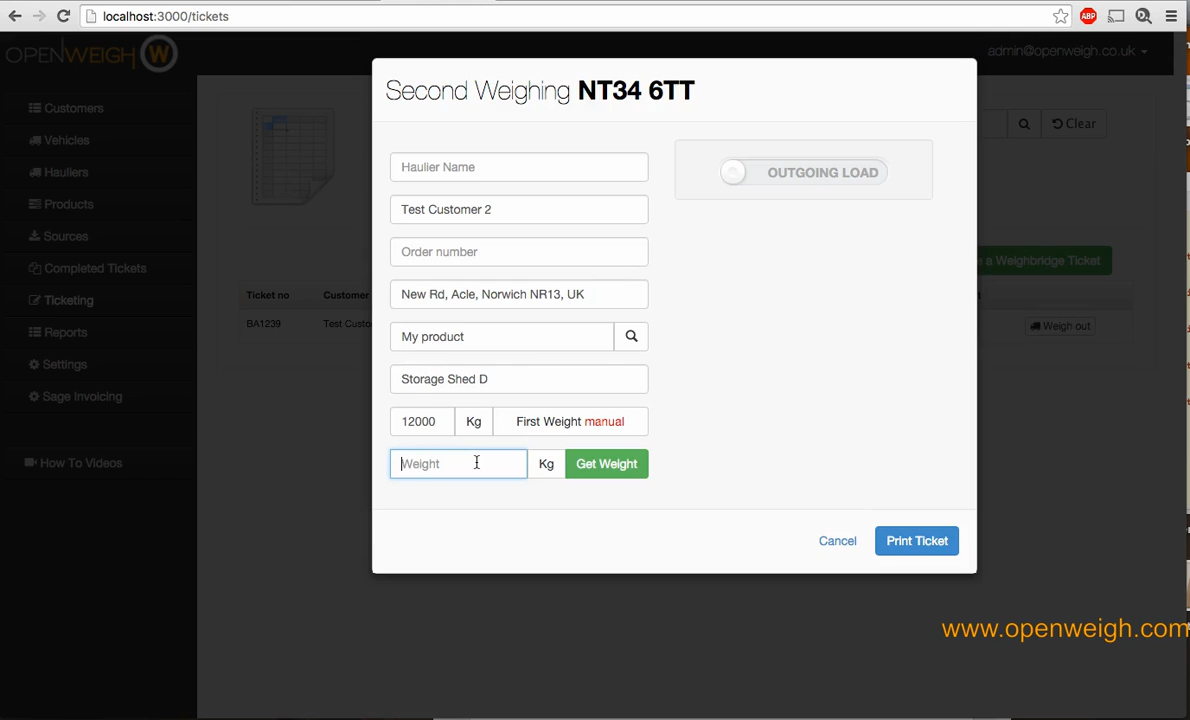 localhost:3000/tickets
ABP
OPENWEIGH W
admin@openweigh.co.uk
Customers
Vehicles
Hauliers
Products
Sources
Completed Tickets
Ticketing
Reports
Settings
Sage Invoicing
How To Videos
Second Weighing NT34 6TT
Haulier Name
OUTGOING LOAD
Test Customer 2
Order number
New Rd, Acle, Norwich NR13, UK
My product
Storage Shed D
12000 Kg First Weight manual
Weight Kg Get Weight
Cancel Print Ticket
Clear
a Weighbridge Ticket
Ticket no Customer
BA1239 Test Custo
Weigh out
www.openweigh.com